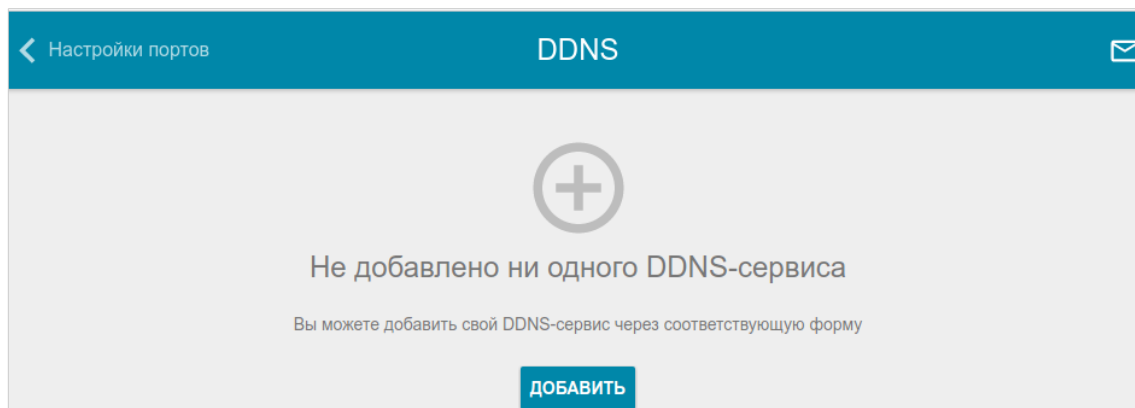 Настройки портов
DDNS
Не добавлено ни одного DDNS-сервиса
Вы можете добавить свой DDNS-сервис через соответствующую форму
ДОБАВИТЬ